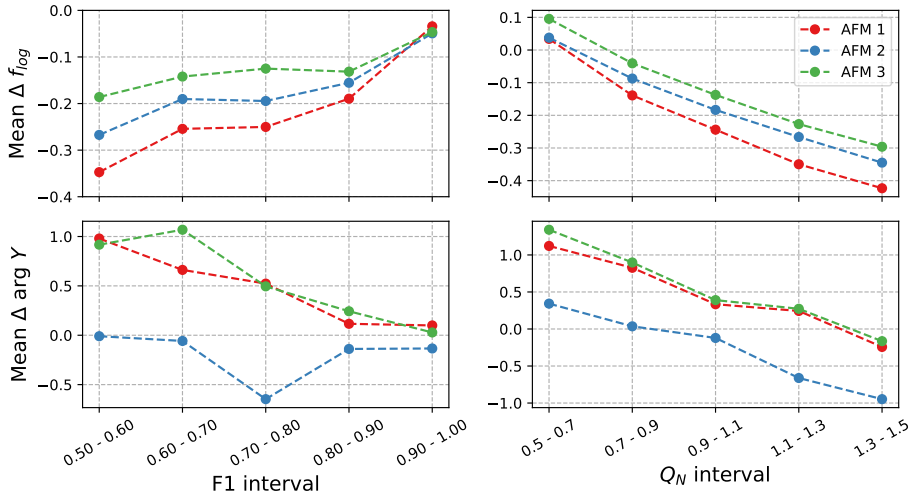 Mean Δ f_log
0.0
−0.1
−0.2
−0.3
−0.4
0.1
0.0
−0.1
−0.2
−0.3
−0.4
AFM 1
AFM 2
AFM 3
Mean Δ arg Y
1.0
0.5
0.0
−0.5
1.0
0.5
0.0
−0.5
−1.0
0.50 - 0.60
0.60 - 0.70
0.70 - 0.80
0.80 - 0.90
0.90 - 1.00
F1 interval
0.5 - 0.7
0.7 - 0.9
0.9 - 1.1
1.1 - 1.3
1.3 - 1.5
Q_N interval